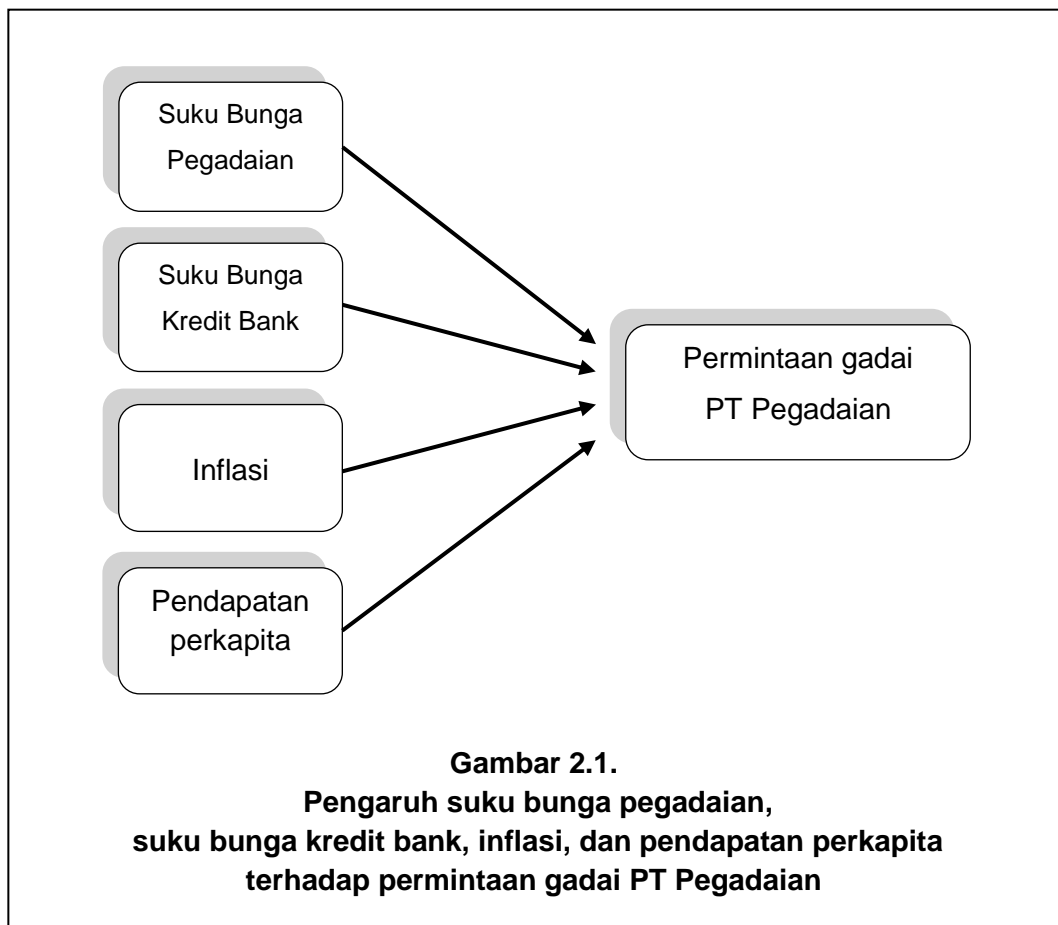 Suku Bunga
Pegadaian
Suku Bunga
Kredit Bank
Inflasi
Pendapatan
perkapita
Permintaan gadai
PT Pegadaian
Gambar 2.1.
Pengaruh suku bunga pegadaian,
suku bunga kredit bank, inflasi, dan pendapatan perkapita
terhadap permintaan gadai PT Pegadaian